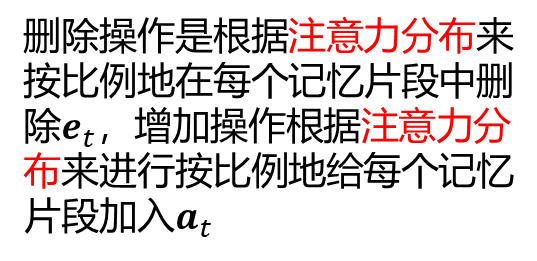 删除操作是根据注意力分布来
按比例地在每个记忆片段中删
除eₜ，增加操作根据注意力分
布来进行按比例地给每个记忆
片段加入aₜ